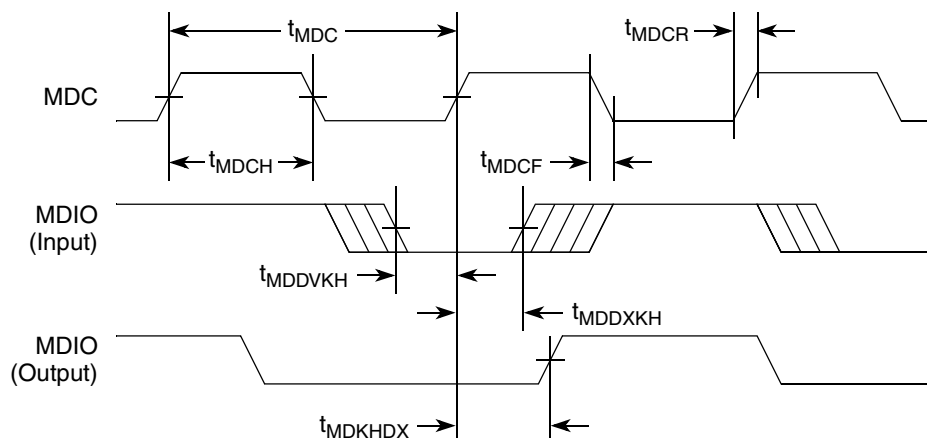 tMDC
tMDCR
MDC
tMDCH
tMDCF
MDIO
(Input)
tMDDVKH
tMDDXKH
MDIO
(Output)
tMDKHDX